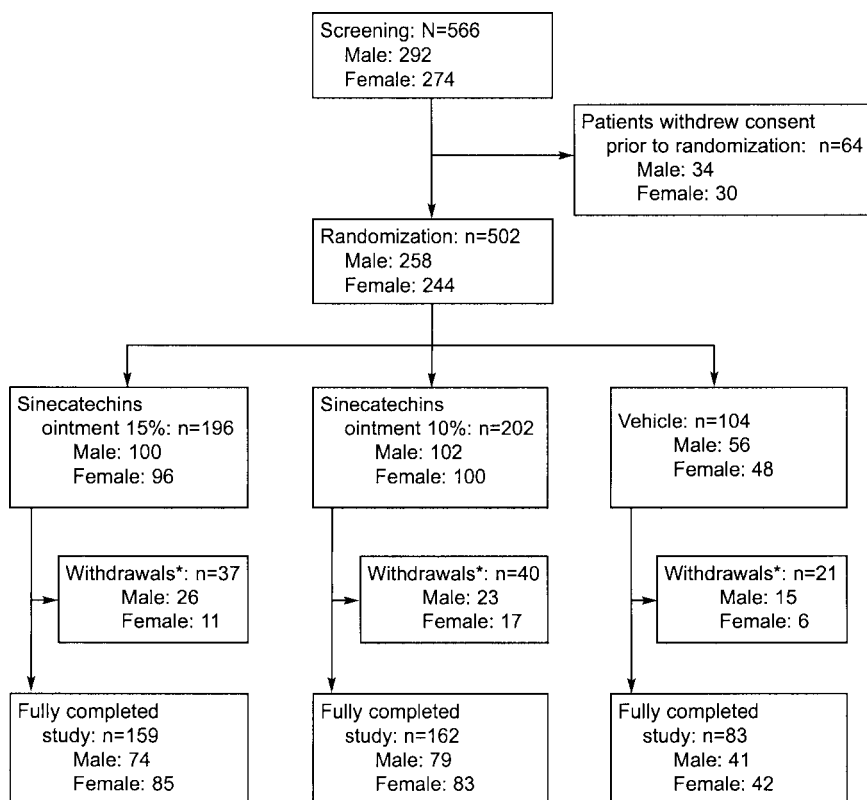 Screening: N=566
Male: 292
Female: 274
Patients withdrew consent
prior to randomization: n=64
Male: 34
Female: 30
Randomization: n=502
Male: 258
Female: 244
Sinecatechins
ointment 15%: n=196
Male: 100
Female: 96
Sinecatechins
ointment 10%: n=202
Male: 102
Female: 100
Vehicle: n=104
Male: 56
Female: 48
Withdrawals*: n=37
Male: 26
Female: 11
Withdrawals*: n=40
Male: 23
Female: 17
Withdrawals*: n=21
Male: 15
Female: 6
Fully completed
study: n=159
Male: 74
Female: 85
Fully completed
study: n=162
Male: 79
Female: 83
Fully completed
study: n=83
Male: 41
Female: 42